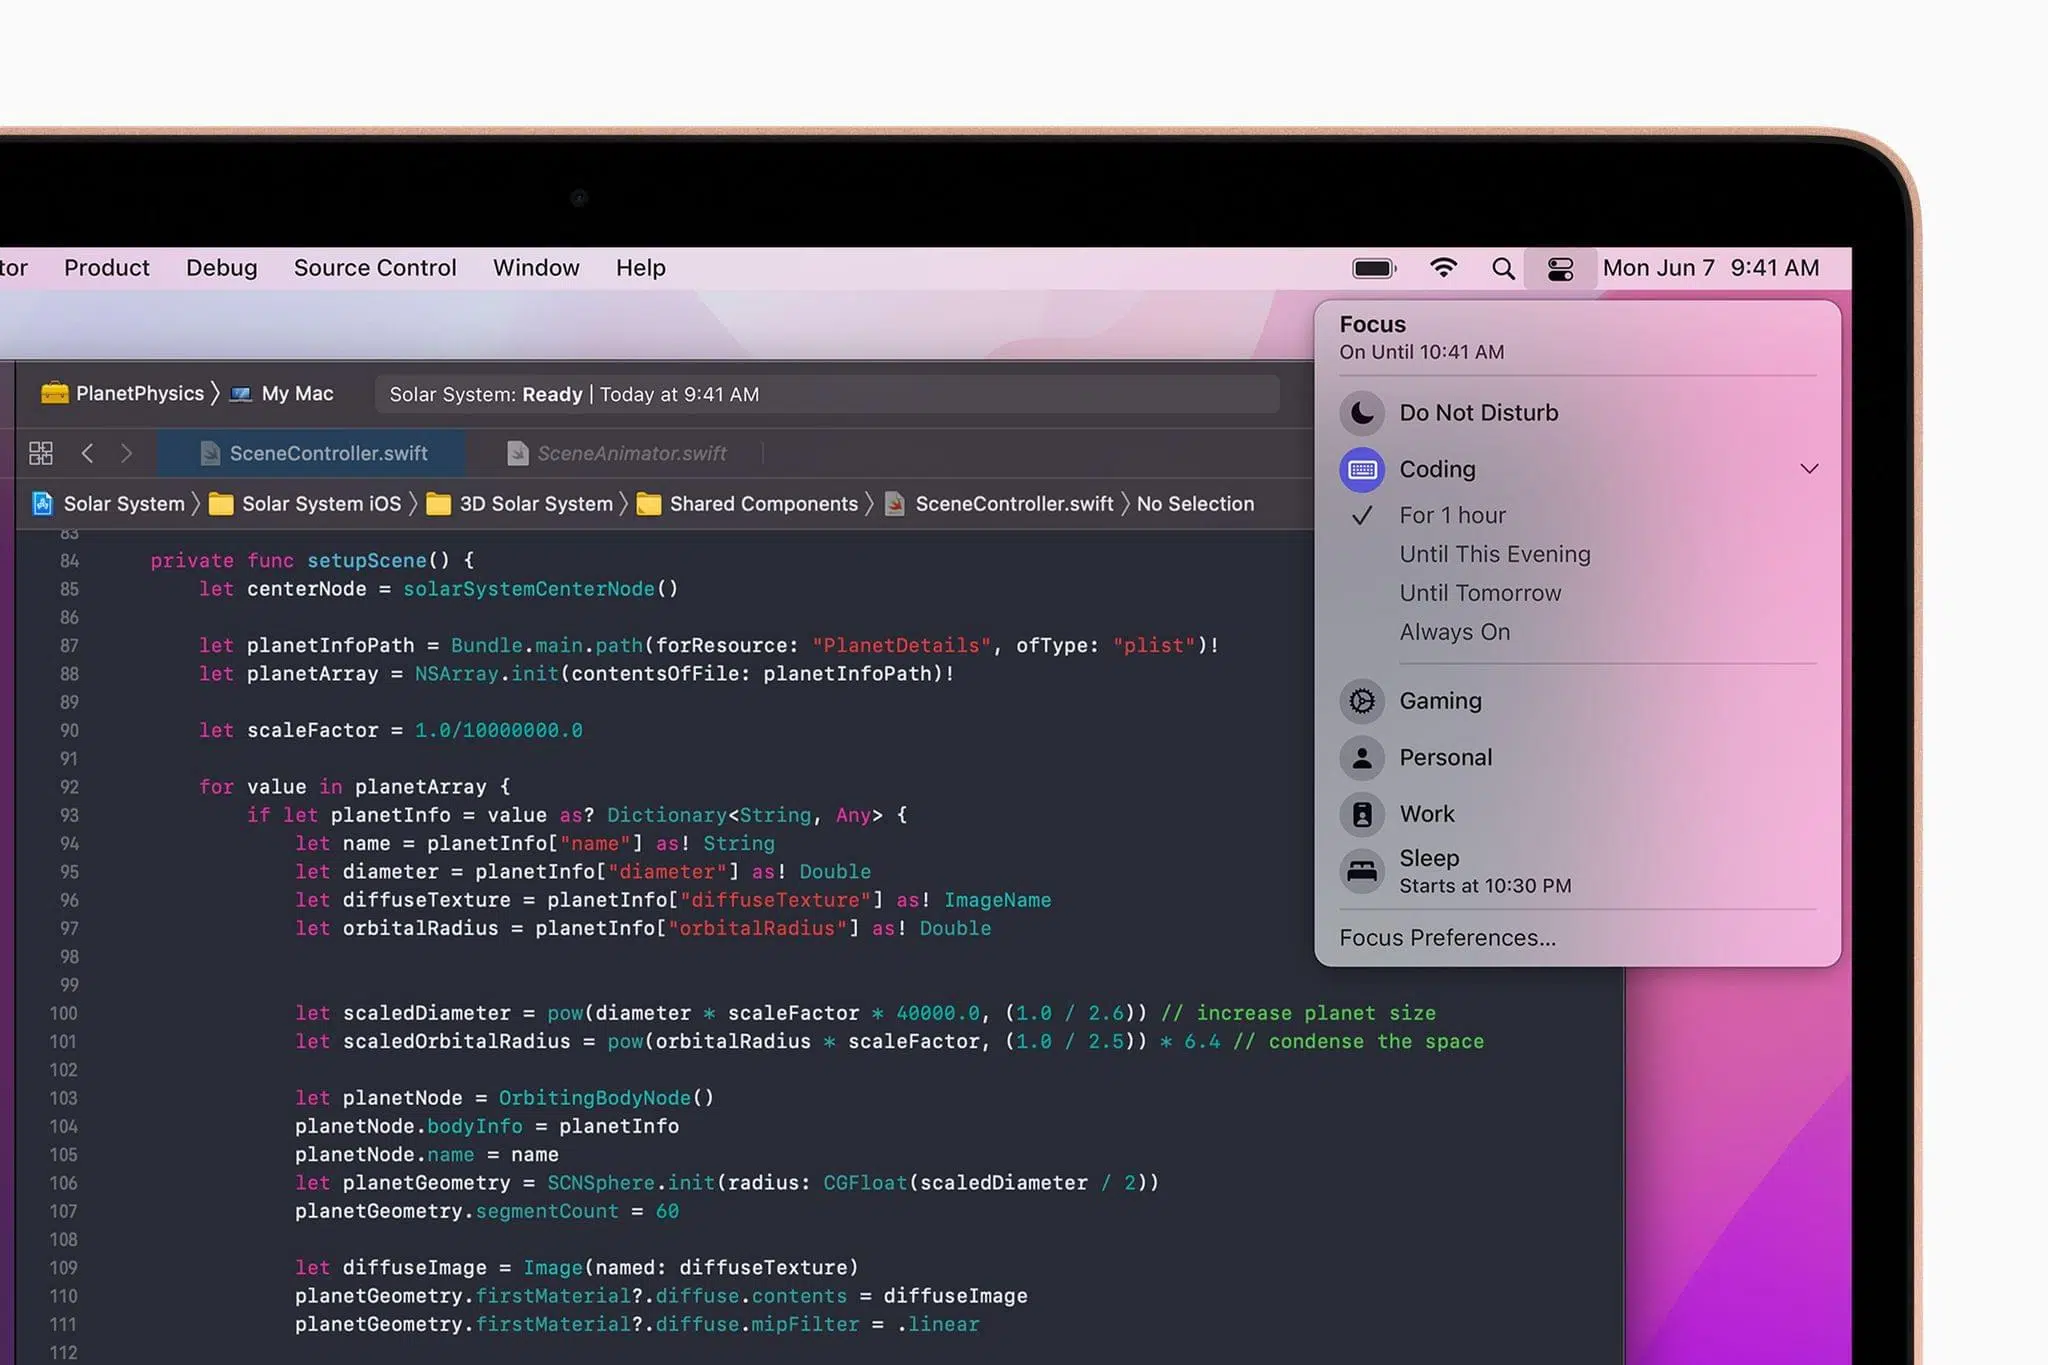 Product Debug Source Control Window Help Mon Jun 7 9:41 AM
Focus
On Until 10:41 AM
Do Not Disturb
Coding
For 1 hour
Until This Evening
Until Tomorrow
Always On
Gaming
Personal
Work
Sleep
Starts at 10:30 PM
Focus Preferences...
PlanetPhysics 〉 My Mac Solar System: Ready | Today at 9:41 AM
SceneController.swift SceneAnimator.swift
Solar System 〉 Solar System iOS 〉 3D Solar System 〉 Shared Components 〉 SceneController.swift 〉 No Selection
83
84 private func setupScene() {
85 let centerNode = solarSystemCenterNode()
86
87 let planetInfoPath = Bundle.main.path(forResource: "PlanetDetails", ofType: "plist")!
88 let planetArray = NSArray.init(contentsOfFile: planetInfoPath)!
89
90 let scaleFactor = 1.0/10000000.0
91
92 for value in planetArray {
93 if let planetInfo = value as? Dictionary<String, Any> {
94 let name = planetInfo["name"] as! String
95 let diameter = planetInfo["diameter"] as! Double
96 let diffuseTexture = planetInfo["diffuseTexture"] as! ImageName
97 let orbitalRadius = planetInfo["orbitalRadius"] as! Double
98
99
100 let scaledDiameter = pow(diameter * scaleFactor * 40000.0, (1.0 / 2.6)) // increase planet size
101 let scaledOrbitalRadius = pow(orbitalRadius * scaleFactor, (1.0 / 2.5)) * 6.4 // condense the space
102
103 let planetNode = OrbitingBodyNode()
104 planetNode.bodyInfo = planetInfo
105 planetNode.name = name
106 let planetGeometry = SCNSphere.init(radius: CGFloat(scaledDiameter / 2))
107 planetGeometry.segmentCount = 60
108
109 let diffuseImage = Image(named: diffuseTexture)
110 planetGeometry.firstMaterial?.diffuse.contents = diffuseImage
111 planetGeometry.firstMaterial?.diffuse.mipFilter = .linear
112